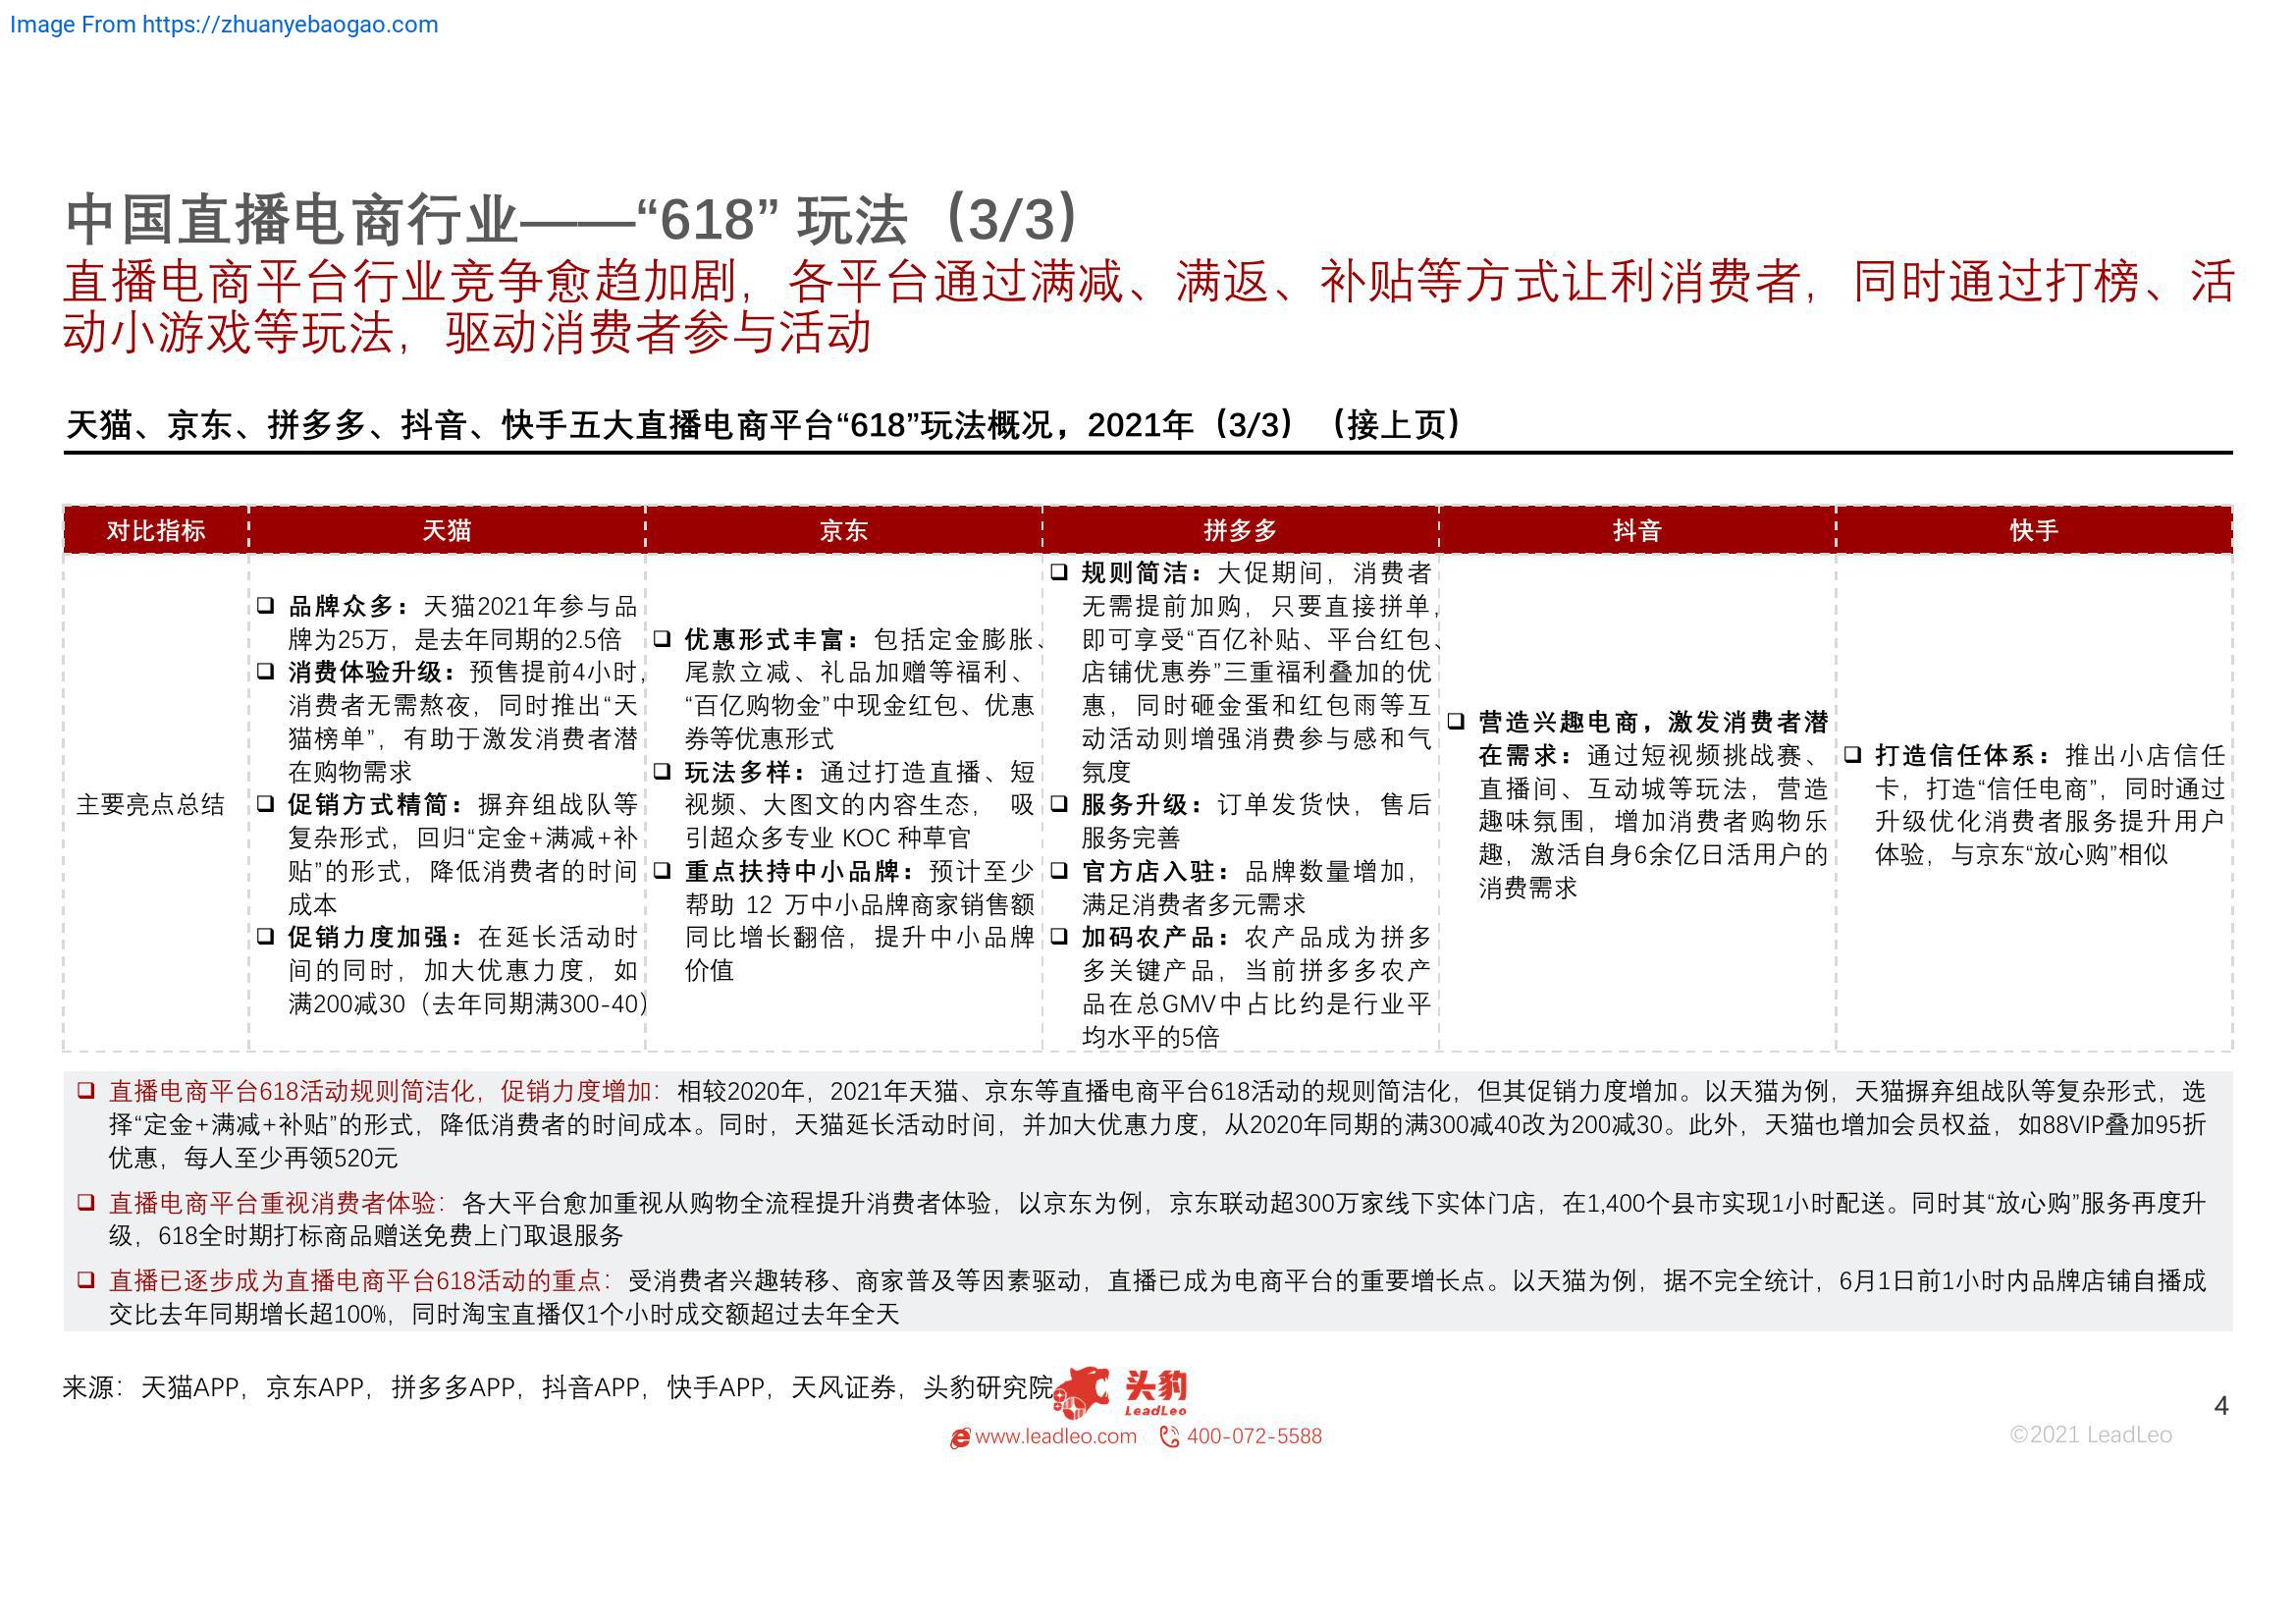 Image From https://zhuanyebaogao.com
中国直播电商行业——“618” 玩法（3/3）
直播电商平台行业竞争愈趋加剧，各平台通过满减、满返、补贴等方式让利消费者，同时通过打榜、活
动小游戏等玩法，驱动消费者参与活动
天猫、京东、拼多多、抖音、快手五大直播电商平台“618”玩法概况，2021年（3/3）（接上页）
对比指标
天猫
京东
拼多多
抖音
快手
主要亮点总结
❑ 品牌众多：天猫2021年参与品
牌为25万，是去年同期的2.5倍
❑ 消费体验升级：预售提前4小时，
消费者无需熬夜，同时推出“天
猫榜单”，有助于激发消费者潜
在购物需求
❑ 促销方式精简：摒弃组战队等
复杂形式，回归“定金+满减+补
贴”的形式，降低消费者的时间
成本
❑ 促销力度加强：在延长活动时
间的同时，加大优惠力度，如
满200减30（去年同期满300-40）
❑ 优惠形式丰富：包括定金膨胀、
尾款立减、礼品加赠等福利、
“百亿购物金”中现金红包、优惠
券等优惠形式
❑ 玩法多样：通过打造直播、短
视频、大图文的内容生态， 吸
引超众多专业 KOC 种草官
❑ 重点扶持中小品牌：预计至少
帮助 12 万中小品牌商家销售额
同比增长翻倍，提升中小品牌
价值
❑ 规则简洁：大促期间，消费者
无需提前加购，只要直接拼单，
即可享受“百亿补贴、平台红包、
店铺优惠券”三重福利叠加的优
惠，同时砸金蛋和红包雨等互
动活动则增强消费参与感和气
氛度
❑ 服务升级：订单发货快，售后
服务完善
❑ 官方店入驻：品牌数量增加，
满足消费者多元需求
❑ 加码农产品：农产品成为拼多
多关键产品，当前拼多多农产
品在总GMV中占比约是行业平
均水平的5倍
❑ 营造兴趣电商，激发消费者潜
在需求：通过短视频挑战赛、
直播间、互动城等玩法，营造
趣味氛围，增加消费者购物乐
趣，激活自身6余亿日活用户的
消费需求
❑ 打造信任体系：推出小店信任
卡，打造“信任电商”，同时通过
升级优化消费者服务提升用户
体验，与京东“放心购”相似
❑ 直播电商平台618活动规则简洁化，促销力度增加：相较2020年，2021年天猫、京东等直播电商平台618活动的规则简洁化，但其促销力度增加。以天猫为例，天猫摒弃组战队等复杂形式，选
择“定金+满减+补贴”的形式，降低消费者的时间成本。同时，天猫延长活动时间，并加大优惠力度，从2020年同期的满300减40改为200减30。此外，天猫也增加会员权益，如88VIP叠加95折
优惠，每人至少再领520元
❑ 直播电商平台重视消费者体验：各大平台愈加重视从购物全流程提升消费者体验，以京东为例，京东联动超300万家线下实体门店，在1,400个县市实现1小时配送。同时其“放心购”服务再度升
级，618全时期打标商品赠送免费上门取退服务
❑ 直播已逐步成为直播电商平台618活动的重点：受消费者兴趣转移、商家普及等因素驱动，直播已成为电商平台的重要增长点。以天猫为例，据不完全统计，6月1日前1小时内品牌店铺自播成
交比去年同期增长超100%，同时淘宝直播仅1个小时成交额超过去年全天
来源：天猫APP，京东APP，拼多多APP，抖音APP，快手APP，天风证券，头豹研究院
头豹
LeadLeo
www.leadleo.com 400-072-5588
4
©2021 LeadLeo